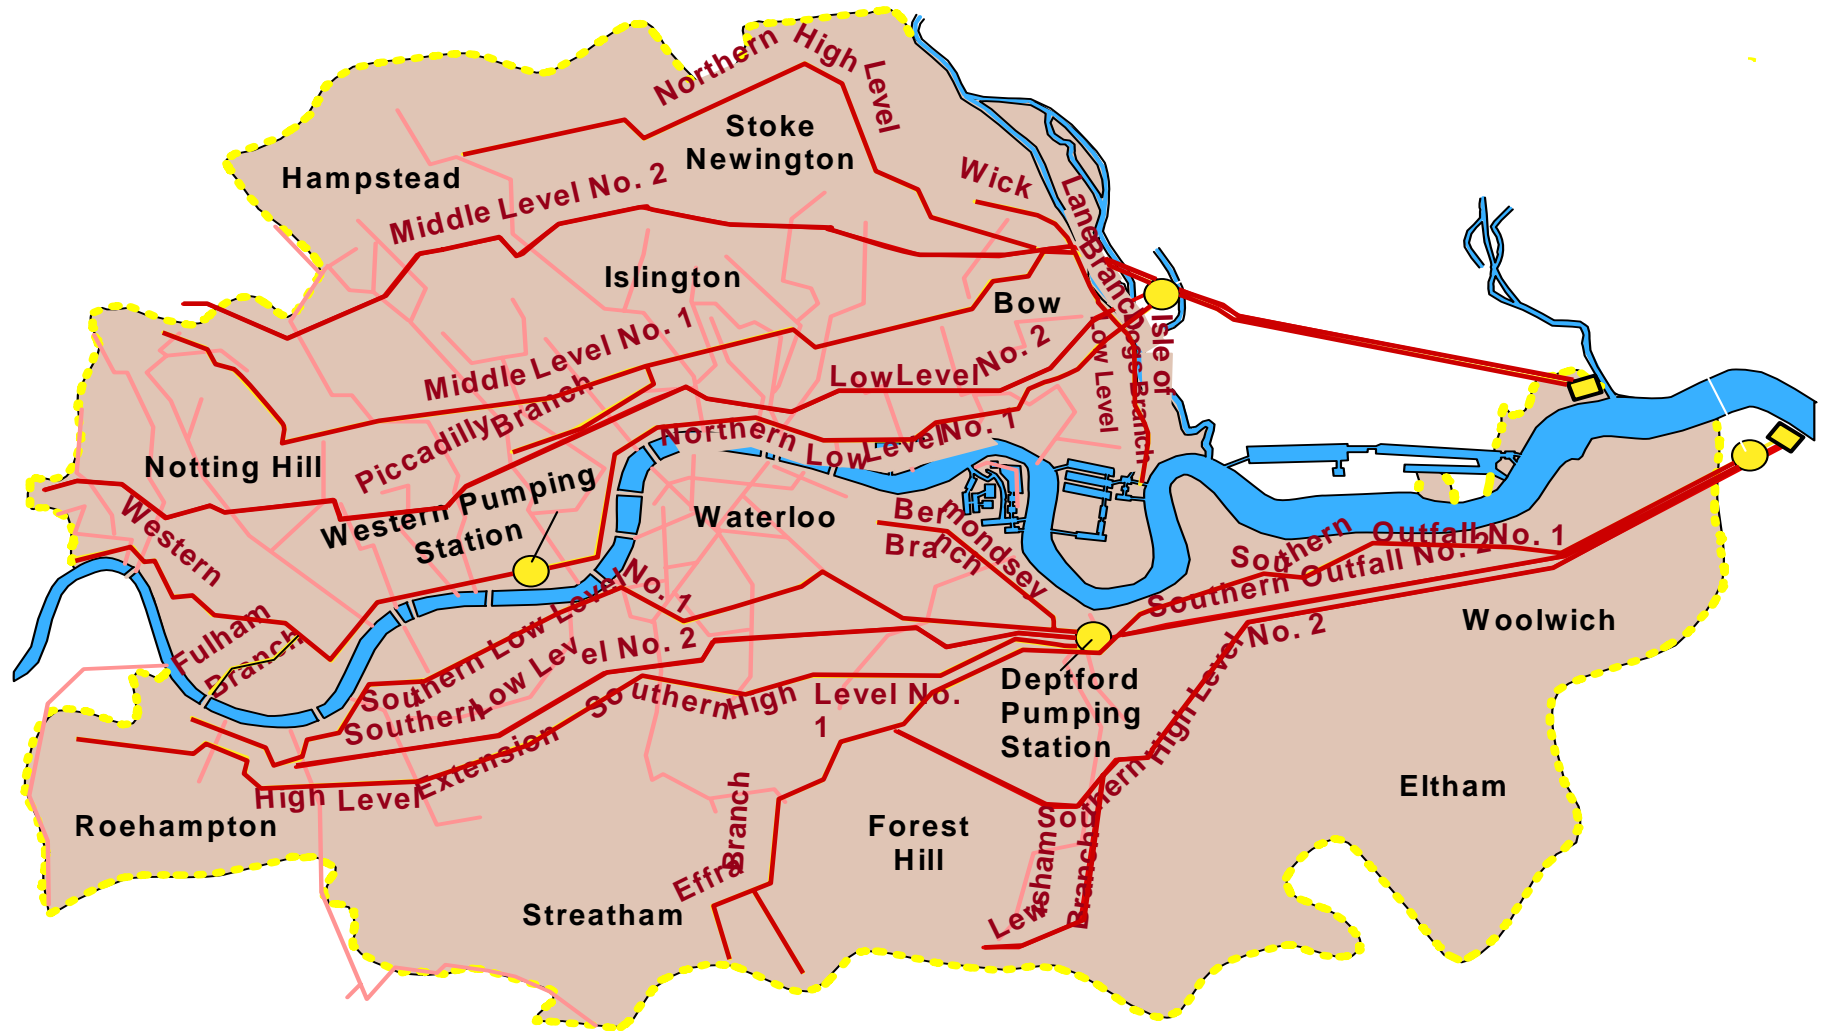 Northern High Level
Stoke
Newington
Hampstead
Middle Level No. 2
Wick Lane Branch
Islington
Bow
Isle of
Dogs Branch
Low Level
Middle Level No. 1
Low Level No. 2
Piccadilly Branch
Northern Low Level No. 1
Notting Hill
Western Pumping
Station
Waterloo
Western
Bermondsey
Branch
Southern Outfall No. 1
Southern Outfall No. 2
Woolwich
Fulham
Branch
Southern Low Level No. 1
Southern Low Level No. 2
Southern High Level No.
1
Deptford
Pumping
Station
Southern High Level No. 2
High Level Extension
Roehampton
Eltham
Forest
Hill
Effra Branch
Lewisham
Branch
Streatham